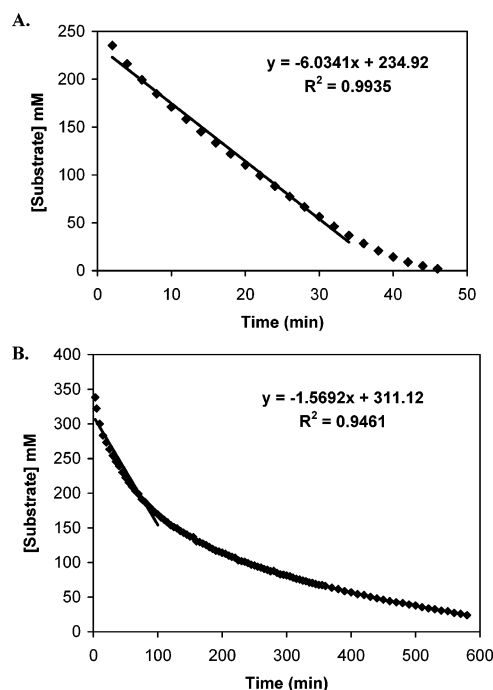 A.
250
200
150
100
50
0
[Substrate] mM
y = -6.0341x + 234.92
R² = 0.9935
0 10 20 30 40 50
Time (min)
B.
400
350
300
250
200
150
100
50
0
[Substrate] mM
y = -1.5692x + 311.12
R² = 0.9461
0 100 200 300 400 500 600
Time (min)